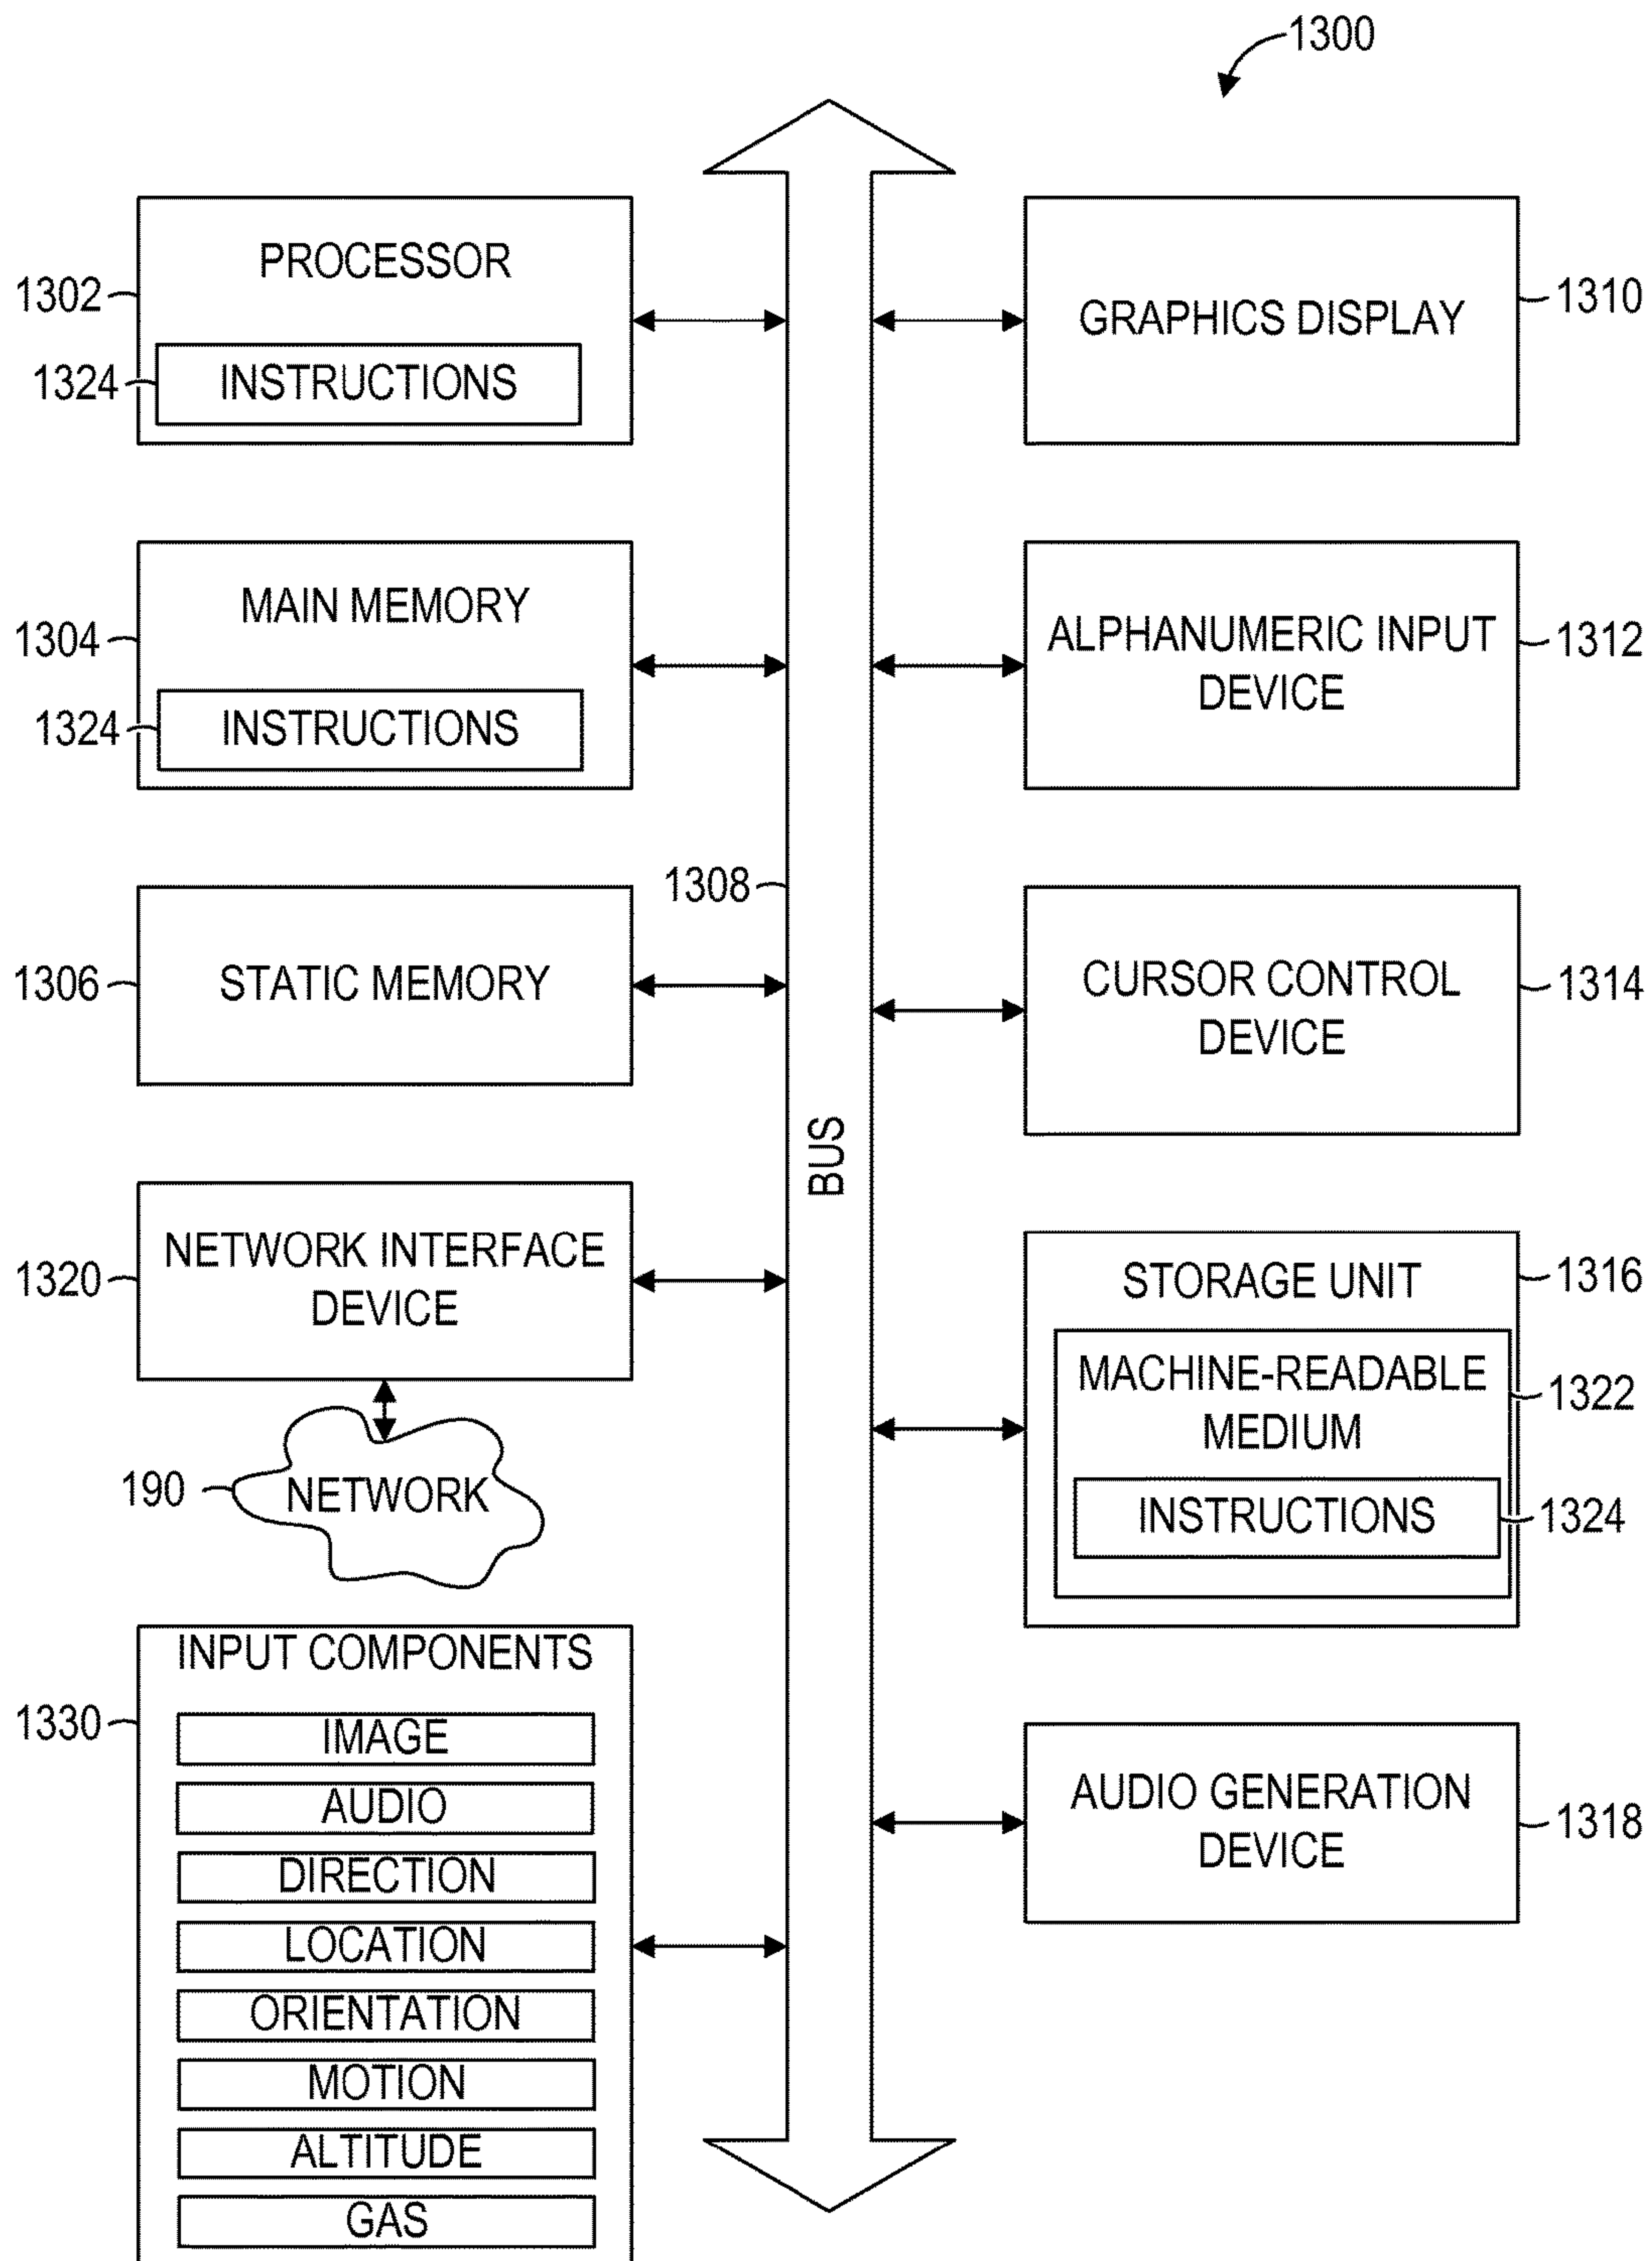 1300
PROCESSOR
1302
1324
INSTRUCTIONS
MAIN MEMORY
1304
1324
INSTRUCTIONS
1308
1306
STATIC MEMORY
BUS
1320
NETWORK INTERFACE
DEVICE
190
NETWORK
INPUT COMPONENTS
1330
IMAGE
AUDIO
DIRECTION
LOCATION
ORIENTATION
MOTION
ALTITUDE
GAS
GRAPHICS DISPLAY
1310
ALPHANUMERIC INPUT
DEVICE
1312
CURSOR CONTROL
DEVICE
1314
STORAGE UNIT
1316
MACHINE-READABLE
MEDIUM
1322
INSTRUCTIONS
1324
AUDIO GENERATION
DEVICE
1318